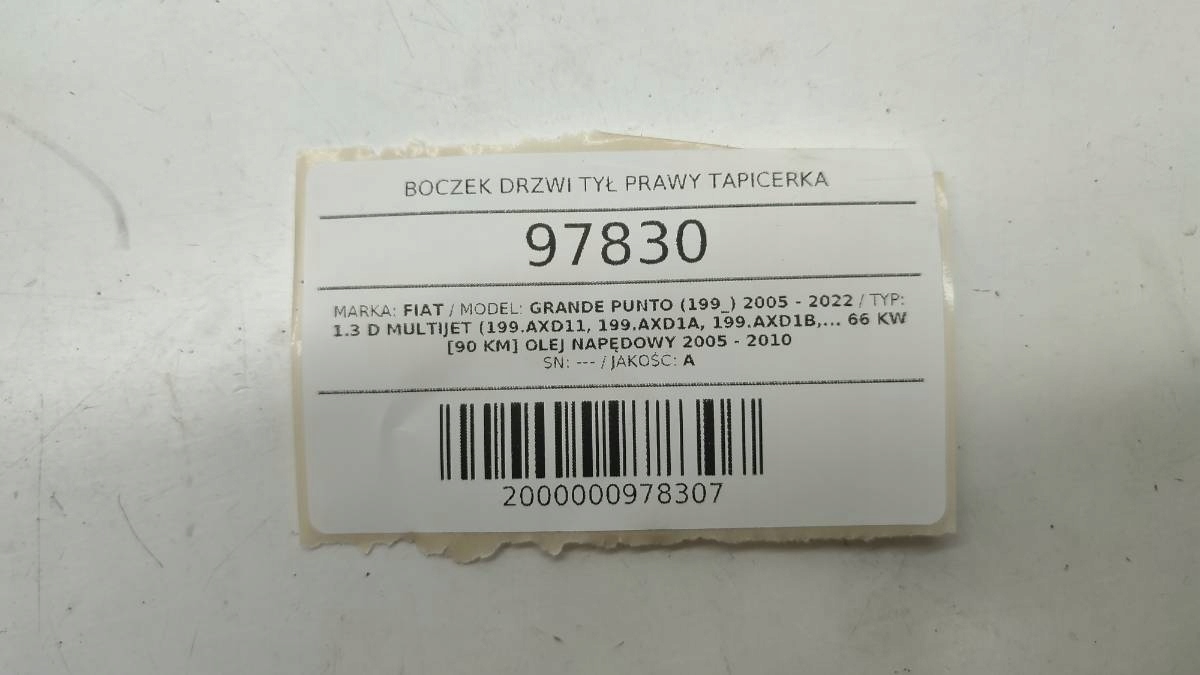 BOCZEK DRZWI TYŁ PRAWY TAPICERKA
97830
MARKA: FIAT / MODEL: GRANDE PUNTO (199_) 2005 - 2022 / TYP:
1.3 D MULTIJET (199.AXD11, 199.AXD1A, 199.AXD1B,... 66 KW
[90 KM] OLEJ NAPĘDOWY 2005 - 2010
SN: --- / JAKOŚĆ: A
2000000978307